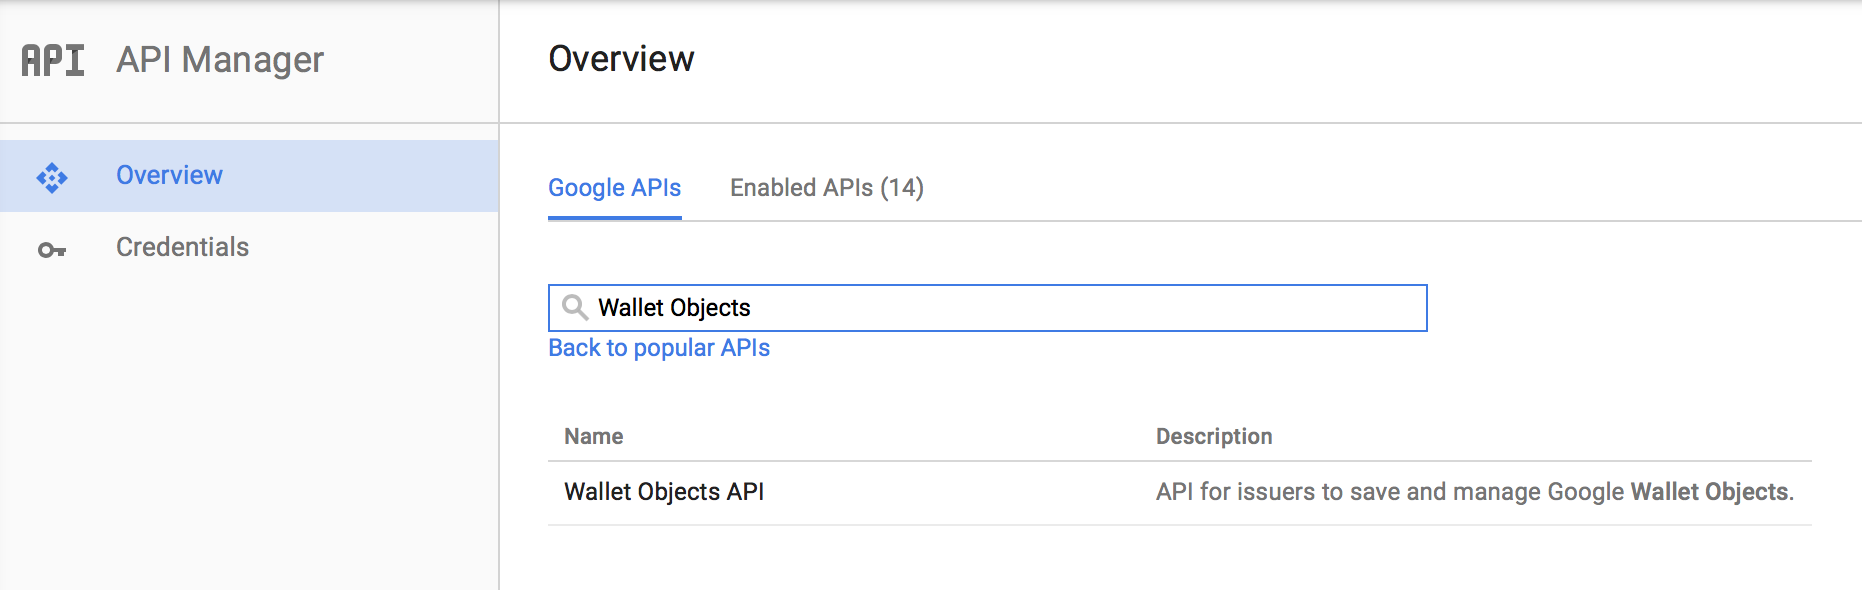 API API Manager
Overview
Overview
Credentials
Google APIs Enabled APIs (14)
Wallet Objects
Back to popular APIs
Name Description
Wallet Objects API API for issuers to save and manage Google Wallet Objects.